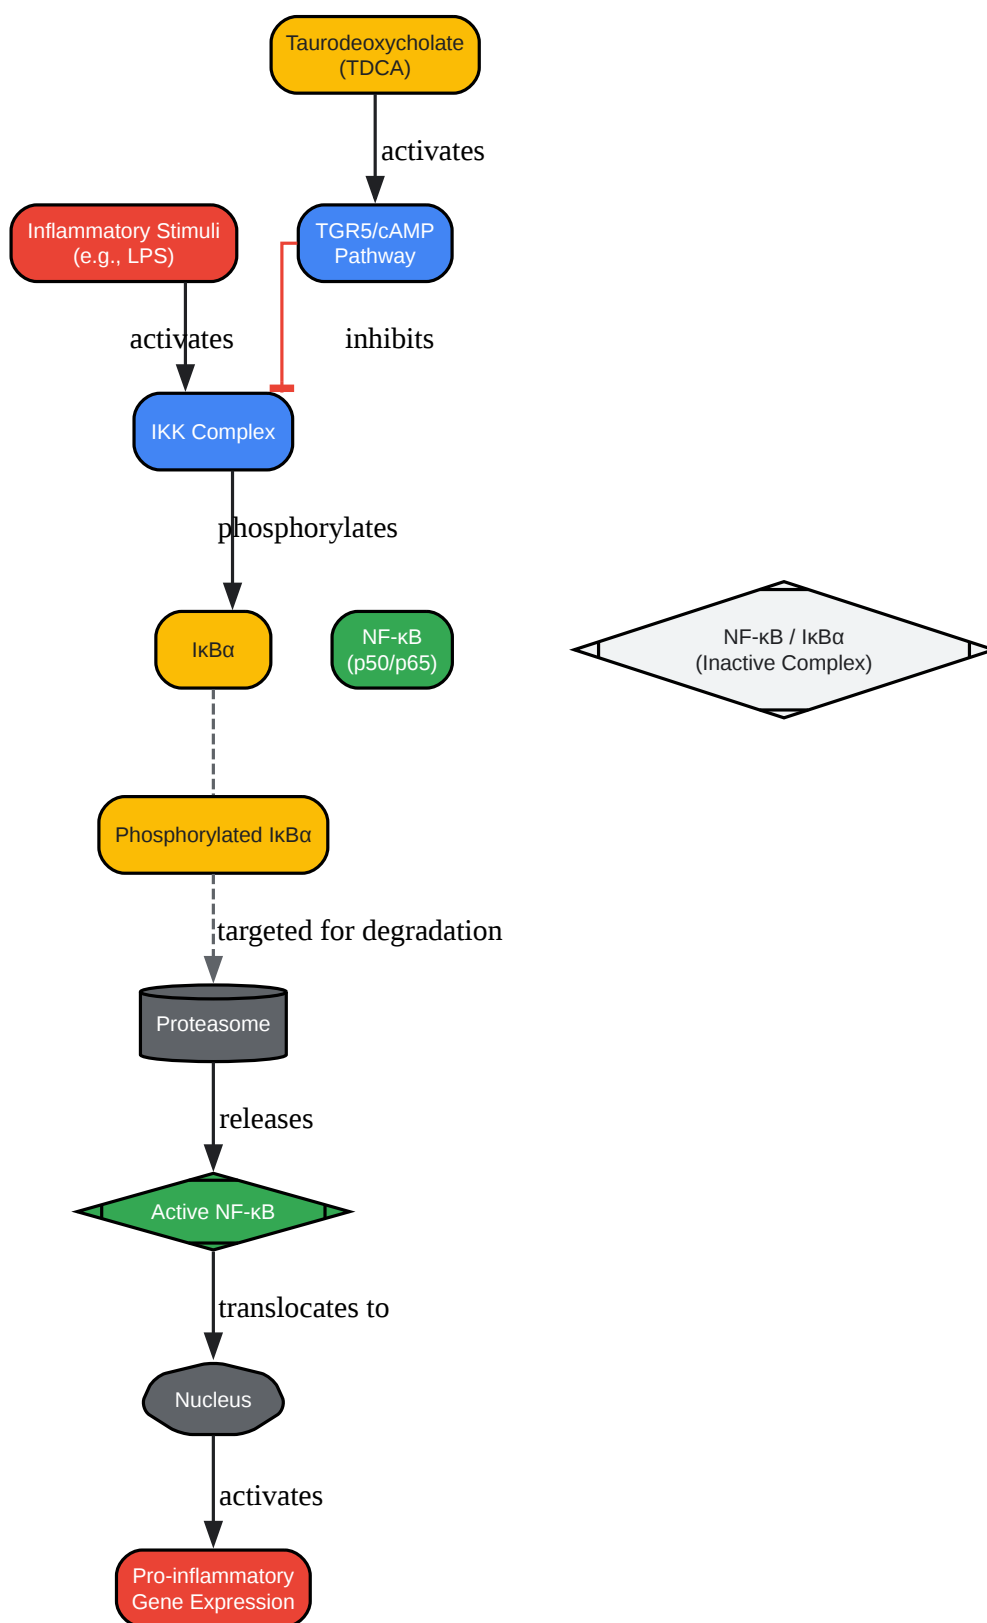 Taurodeoxycholate
(TDCA)
activates
Inflammatory Stimuli
(e.g., LPS)
TGR5/cAMP
Pathway
activates
inhibits
IKK Complex
phosphorylates
IκBα
NF-κB
(p50/p65)
NF-κB / IκBα
(Inactive Complex)
Phosphorylated IκBα
targeted for degradation
Proteasome
releases
Active NF-κB
translocates to
Nucleus
activates
Pro-inflammatory
Gene Expression